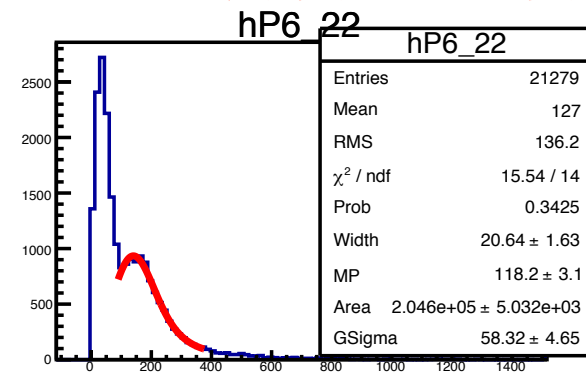 hP6_22
hP6_22
Entries 21279
Mean 127
RMS 136.2
χ² / ndf 15.54 / 14
Prob 0.3425
Width 20.64 ± 1.63
MP 118.2 ± 3.1
Area 2.046e+05 ± 5.032e+03
GSigma 58.32 ± 4.65
2500
2000
1500
1000
500
0
0 200 400 600 800 1000 1200 1400